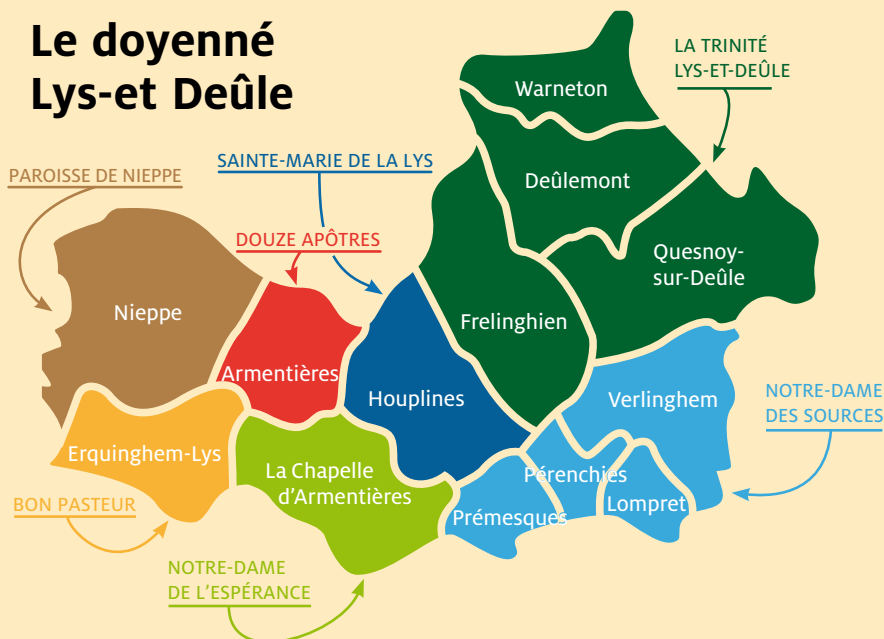 Le doyenné
Lys-et Deûle
LA TRINITÉ
LYS-ET-DEÛLE
Warneton
SAINTE-MARIE DE LA LYS
PAROISSE DE NIEPPE
Deûlemont
DOUZE APÔTRES
Quesnoy-
sur-Deûle
Nieppe
Frelinghien
Armentières
Houplines
Verlinghem
NOTRE-DAME
DES SOURCES
Erquinghem-Lys
La Chapelle
d'Armentières
Pérenchies
Lompret
Prémesques
BON PASTEUR
NOTRE-DAME
DE L'ESPÉRANCE